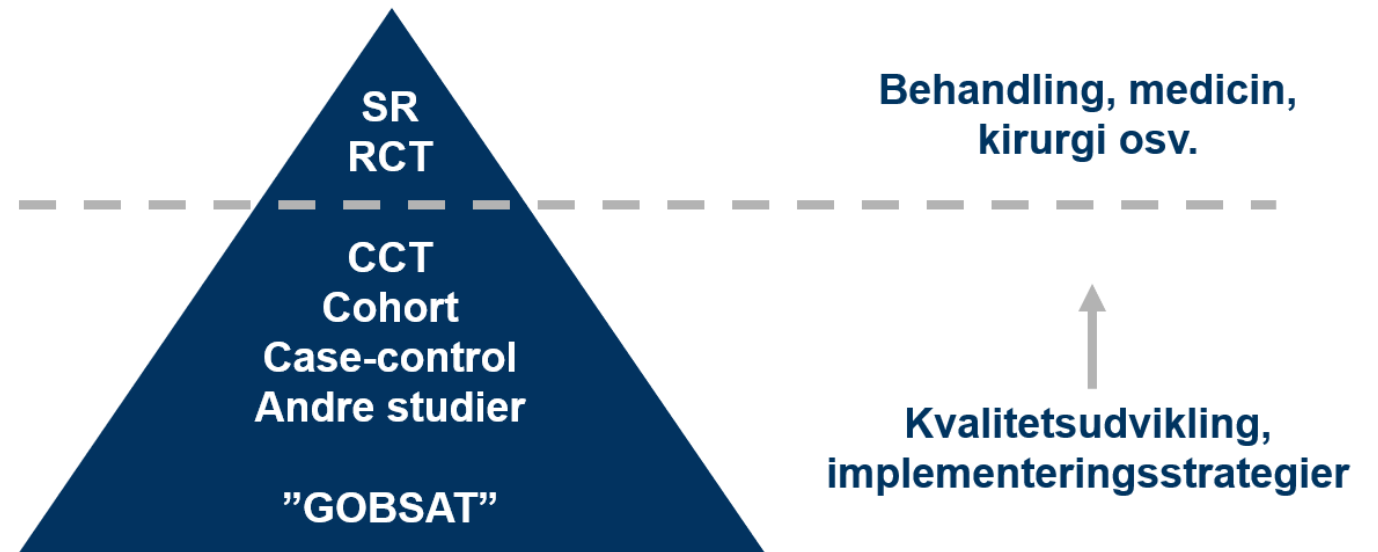 SR
RCT
CCT
Cohort
Case-control
Andre studier
”GOBSAT”
Behandling, medicin,
kirurgi osv.
Kvalitetsudvikling,
implementeringsstrategier